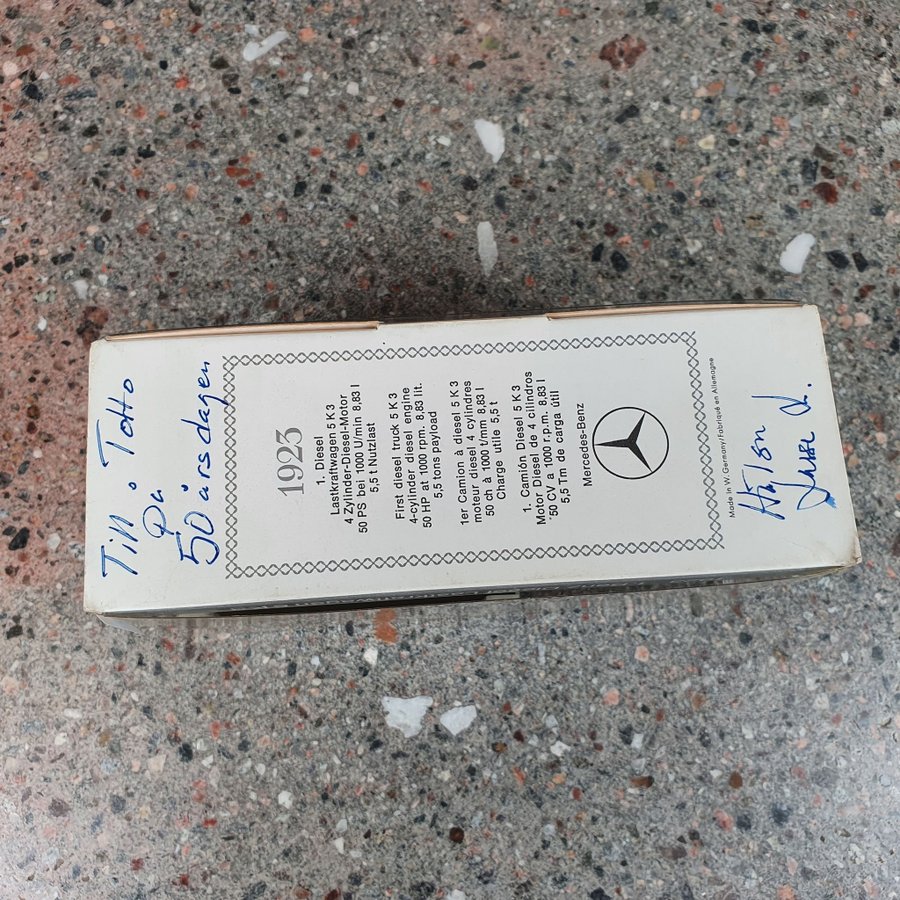 Till Totto
På
50 årsdagen
1923
1. Diesel
Lastkraftwagen 5 K 3
4 Zylinder-Diesel-Motor
50 PS bei 1000 U/min 8,83 l
5,5 t Nutzlast
First diesel truck 5 K 3
4-cylinder diesel engine
50 HP at 1000 rpm. 8,83 lit.
5,5 tons payload
1er Camion à diesel 5 K 3
moteur diesel 4 cylindres
50 ch à 1000 t/mm 8,83 l
Charge utile 5,5 t
1. Camión Diesel 5 K 3
Motor Diesel de 4 cilindros
50 CV a 1000 r.p.m. 8,83 l
5,5 Tm de carga útil
Mercedes-Benz
Made in W. Germany/Fabriqué en Allemagne
Hälsn
L.